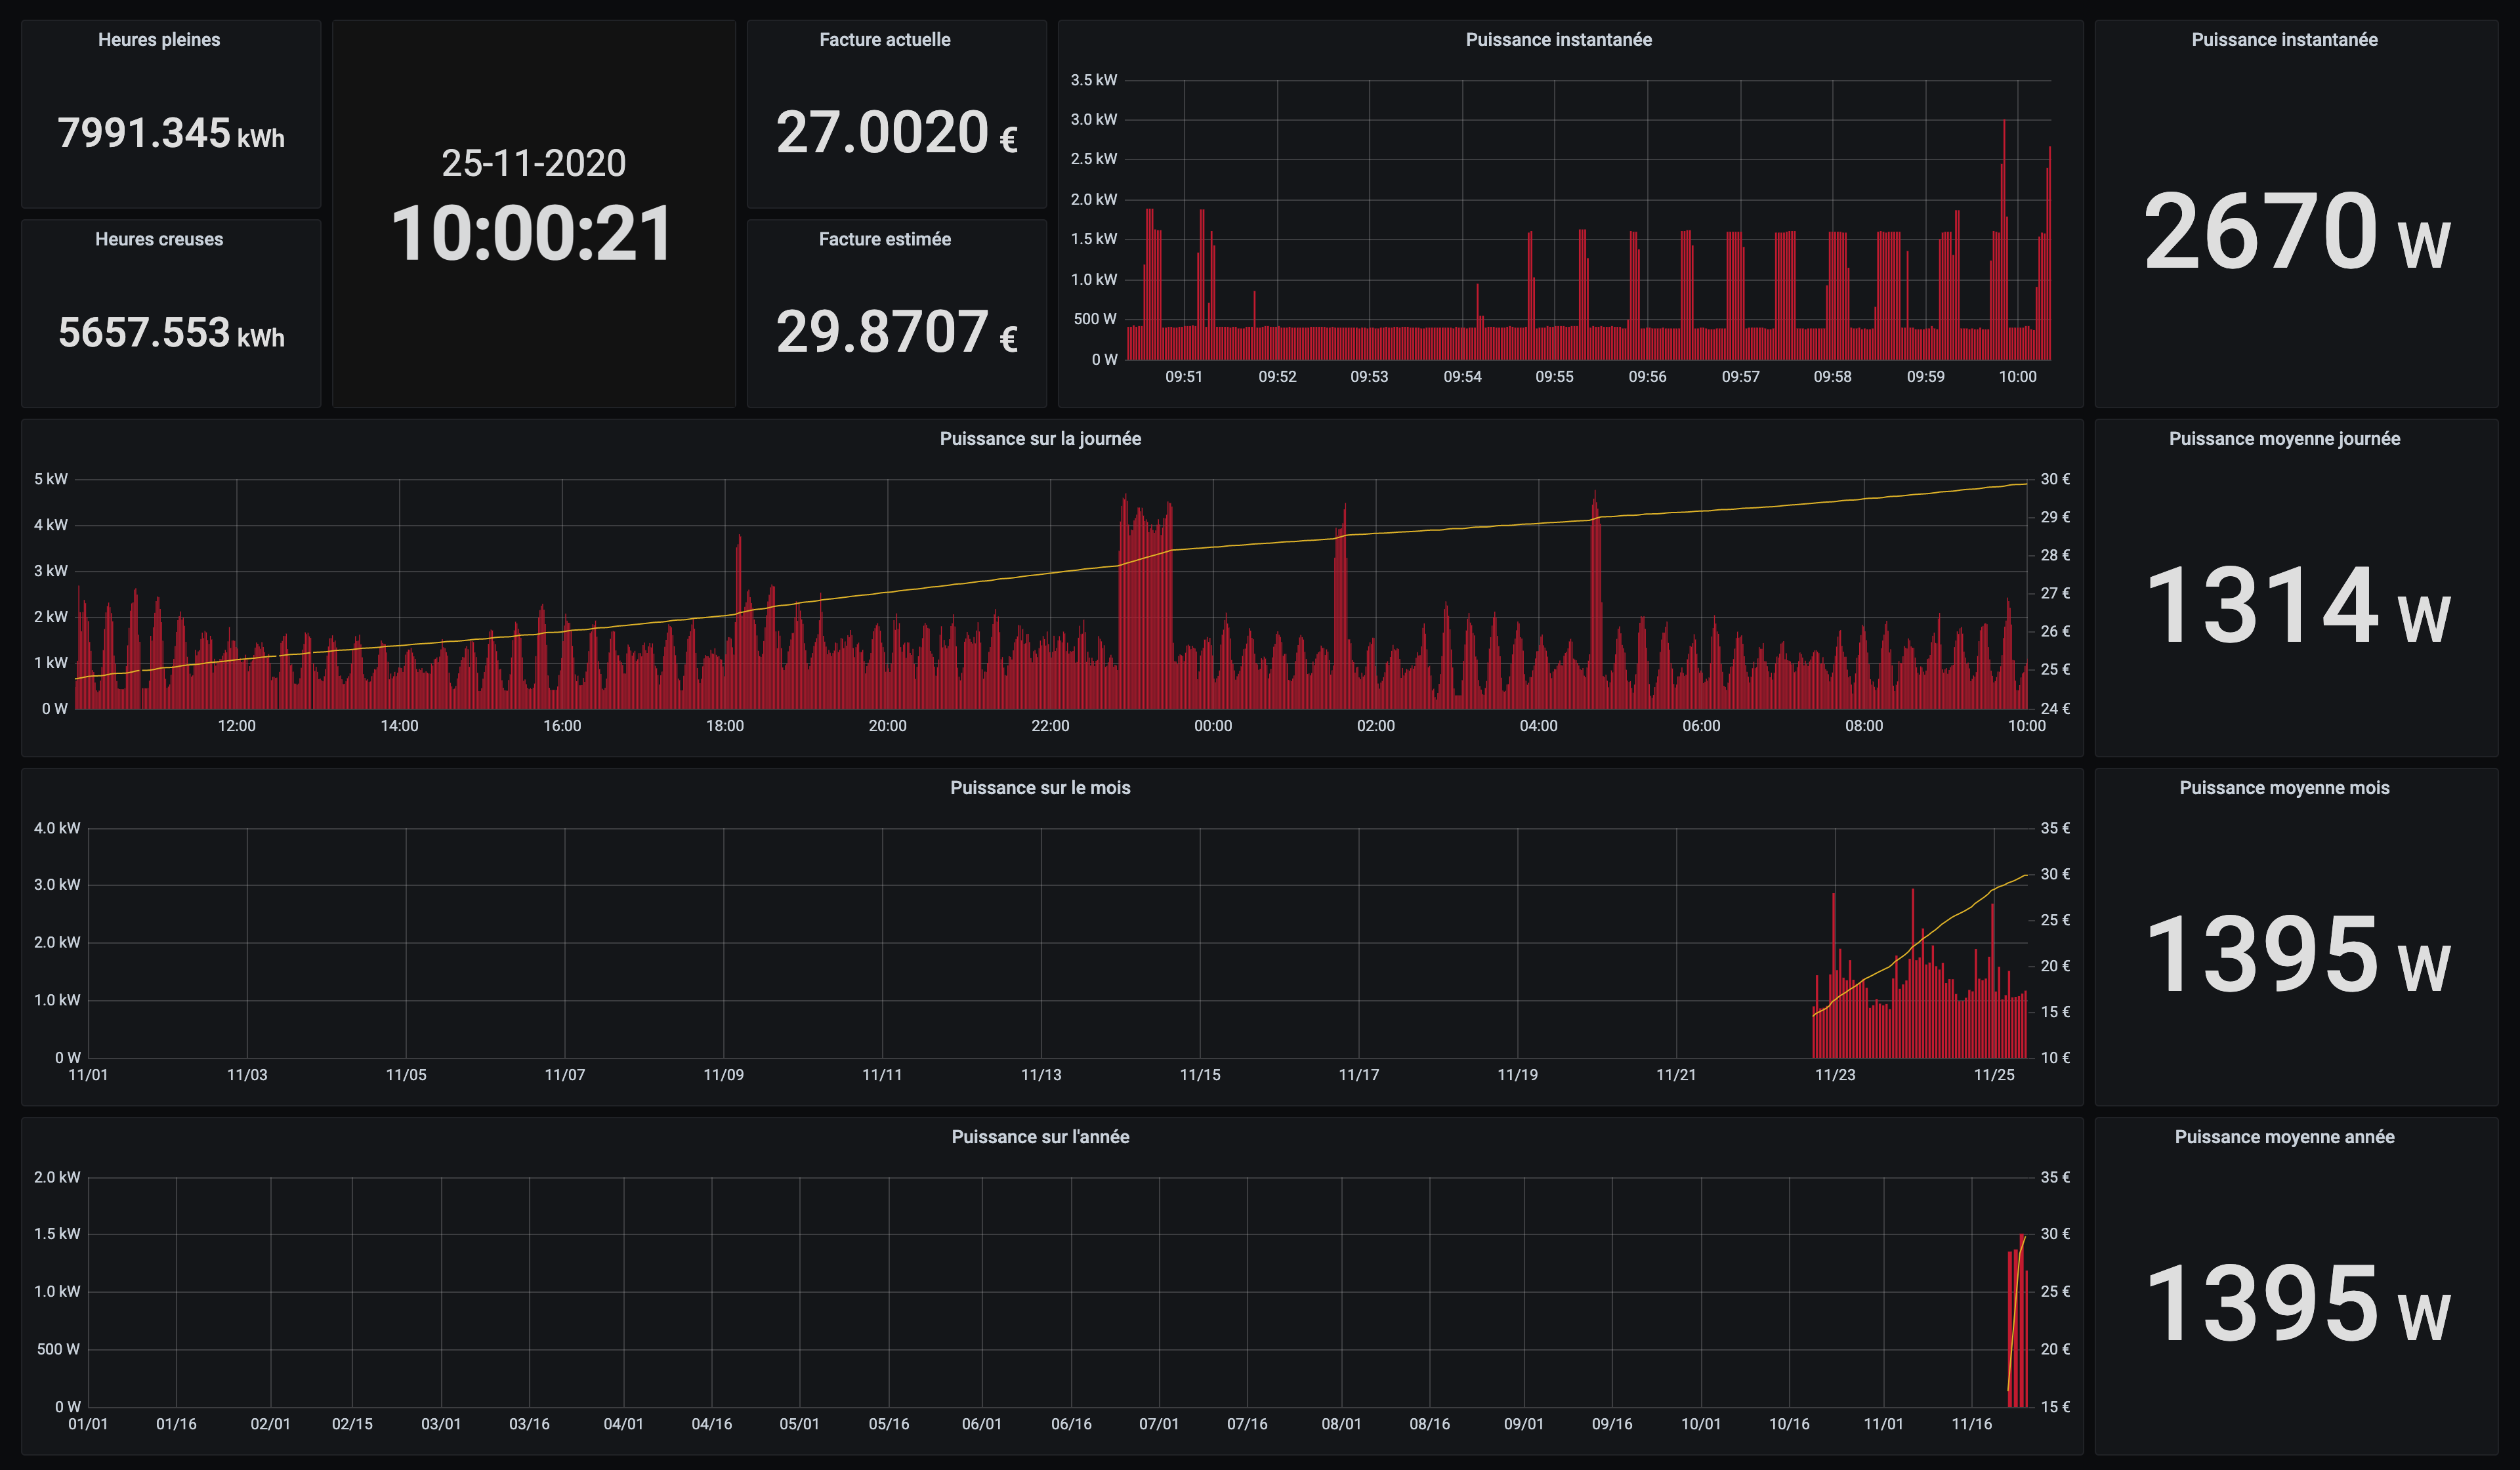 Heures pleines
7991.345 kWh
Heures creuses
5657.553 kWh
25-11-2020
10:00:21
Facture actuelle
27.0020 €
Facture estimée
29.8707 €
Puissance instantanée
3.5 kW
3.0 kW
2.5 kW
2.0 kW
1.5 kW
1.0 kW
500 W
0 W
09:51 09:52 09:53 09:54 09:55 09:56 09:57 09:58 09:59 10:00
Puissance instantanée
2670 W
Puissance sur la journée
5 kW
4 kW
3 kW
2 kW
1 kW
0 W
30 €
29 €
28 €
27 €
26 €
25 €
24 €
12:00 14:00 16:00 18:00 20:00 22:00 00:00 02:00 04:00 06:00 08:00 10:00
Puissance moyenne journée
1314 W
Puissance sur le mois
4.0 kW
3.0 kW
2.0 kW
1.0 kW
0 W
35 €
30 €
25 €
20 €
15 €
10 €
11/01 11/03 11/05 11/07 11/09 11/11 11/13 11/15 11/17 11/19 11/21 11/23 11/25
Puissance moyenne mois
1395 W
Puissance sur l'année
2.0 kW
1.5 kW
1.0 kW
500 W
0 W
35 €
30 €
25 €
20 €
15 €
01/01 01/16 02/01 02/15 03/01 03/16 04/01 04/16 05/01 05/16 06/01 06/16 07/01 07/16 08/01 08/16 09/01 09/16 10/01 10/16 11/01 11/16
Puissance moyenne année
1395 W